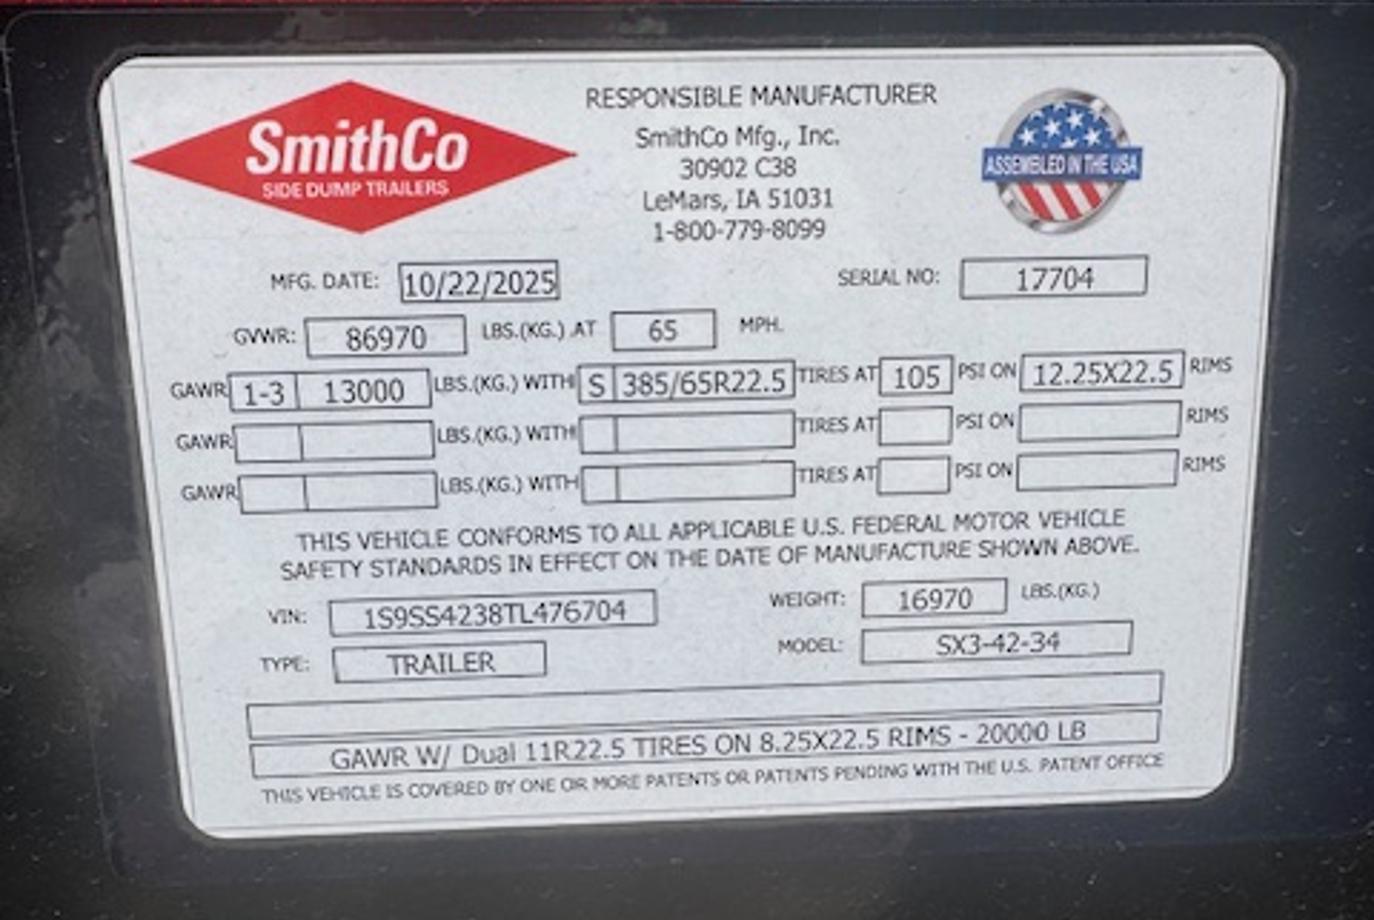 SmithCo
SIDE DUMP TRAILERS
RESPONSIBLE MANUFACTURER
SmithCo Mfg., Inc.
30902 C38
LeMars, IA 51031
1-800-779-8099
ASSEMBLED IN THE USA
MFG. DATE: 10/22/2025 SERIAL NO: 17704
GVWR: 86970 LBS.(KG.) AT 65 MPH.
GAWR 1-3 13000 LBS.(KG.) WITH S 385/65R22.5 TIRES AT 105 PSI ON 12.25X22.5 RIMS
GAWR LBS.(KG.) WITH TIRES AT PSI ON RIMS
GAWR LBS.(KG.) WITH TIRES AT PSI ON RIMS
THIS VEHICLE CONFORMS TO ALL APPLICABLE U.S. FEDERAL MOTOR VEHICLE
SAFETY STANDARDS IN EFFECT ON THE DATE OF MANUFACTURE SHOWN ABOVE.
VIN: 1S9SS4238TL476704 WEIGHT: 16970 LBS.(KG.)
TYPE: TRAILER MODEL: SX3-42-34
GAWR W/ Dual 11R22.5 TIRES ON 8.25X22.5 RIMS - 20000 LB
THIS VEHICLE IS COVERED BY ONE OR MORE PATENTS OR PATENTS PENDING WITH THE U.S. PATENT OFFICE